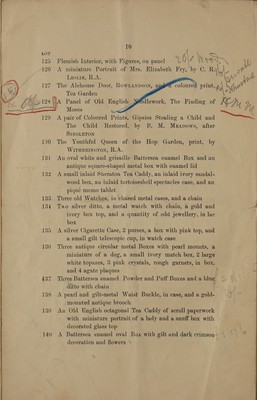 10
125 Flemish Interior, with Figures, on panel
126 A miniature Portrait of Mrs. Elizabeth Fry, by C. R.
Leslie, R.A.
127 The Alehouse Door, Rowlandson, and a coloured print,
Tea Garden
128 A Panel of Old English Needlework, The Finding of
Moses
129 A pair of Coloured Prints, Gipsies Stealing a Child and
The Child Restored, by R. M. Meadows, after
Singleton
130 The Youthful Queen of the Hop Garden, print, by
Witherington, R.A.
131 An oval white and grisaille Battersea enamel Box and an
antique square-shaped metal box with enamel lid
132 A small inlaid Sheraton Tea Caddy, an inlaid ivory sandal-
wood box, an inlaid tortoiseshell spectacles case, and an
piqué memo tablet
133 Three old Watches, in chased metal cases, and a chain
134 Two silver ditto, a metal watch with chain, a gold and
ivory box top, and a quantity of odd jewellery, in
box
135 A silver Cigarette Case, 2 purses, a box with pink top, and
a small gilt telescopic cup, in watch case
136 Three antique circular metal Boxes with pearl mounts, a
miniature of a dog, a small ivory match box, 2 large
white topazes, 3 pink crystals, rough garnets, in box,
and 4 agate plaques
137 Three Battersea enamel Powder and Puff Boxes and a blue
ditto with chain
138 A pearl and gilt-metal Waist Buckle, in case, and a gold-
mounted antique brooch
139 An Old English octagonal Tea Caddy of scroll paperwork
with miniature portrait of a lady and a snuff box with
decorated glass top
140 A Battersea enamel oval Box with gilt and dark crimson
decoration and flowers